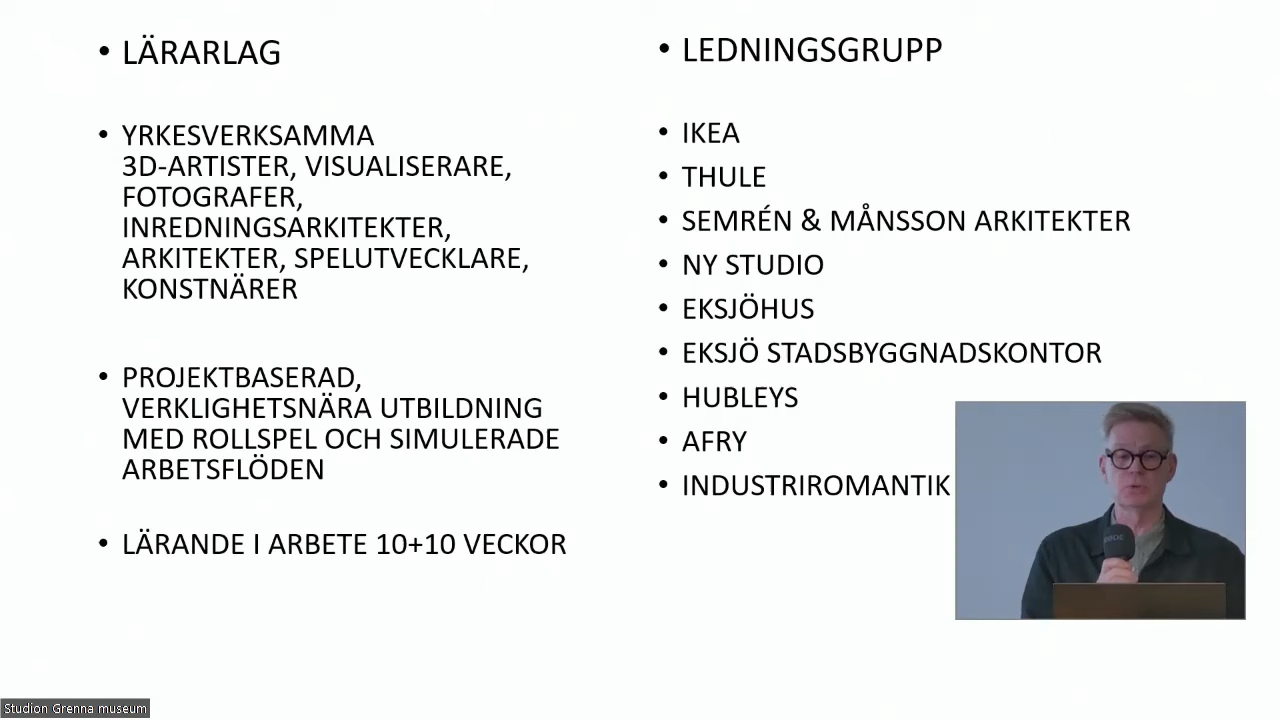 • LÄRARLAG
• YRKESVERKSAMMA
3D-ARTISTER, VISUALISERARE,
FOTOGRAFER,
INREDNINGSARKITEKTER,
ARKITEKTER, SPELUTVECKLARE,
KONSTNÄRER
• PROJEKTBASERAD,
VERKLIGHETSNÄRA UTBILDNING
MED ROLLSPEL OCH SIMULERADE
ARBETSFLÖDEN
• LÄRANDE I ARBETE 10+10 VECKOR
• LEDNINGSGRUPP
• IKEA
• THULE
• SEMRÉN & MÅNSSON ARKITEKTER
• NY STUDIO
• EKSJÖHUS
• EKSJÖ STADSBYGGNADSKONTOR
• HUBLEYS
• AFRY
• INDUSTRIROMANTIK
Studion Grenna museum